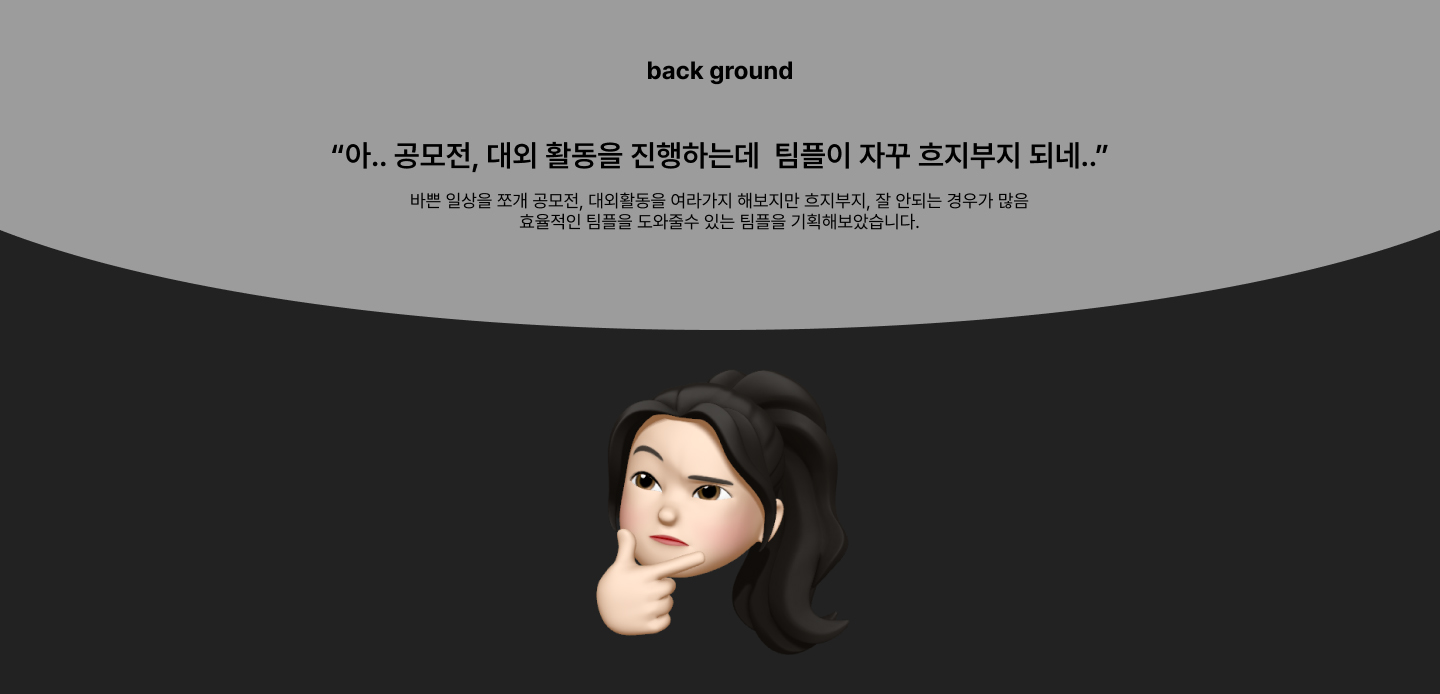 back ground
“아.. 공모전, 대외 활동을 진행하는데  팀플이 자꾸 흐지부지 되네..”
바쁜 일상을 쪼개 공모전, 대외활동을 여라가지 해보지만 흐지부지, 잘 안되는 경우가 많음
효율적인 팀플을 도와줄수 있는 팀플을 기획해보았습니다.